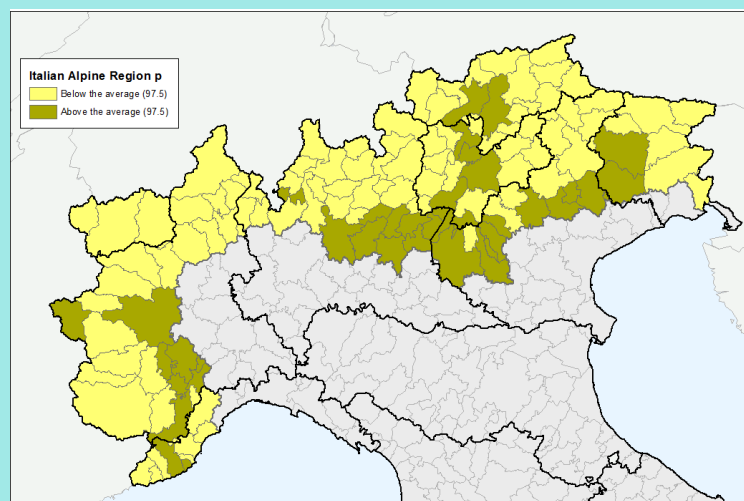 Italian Alpine Region p
Below the average (97.5)
Above the average (97.5)